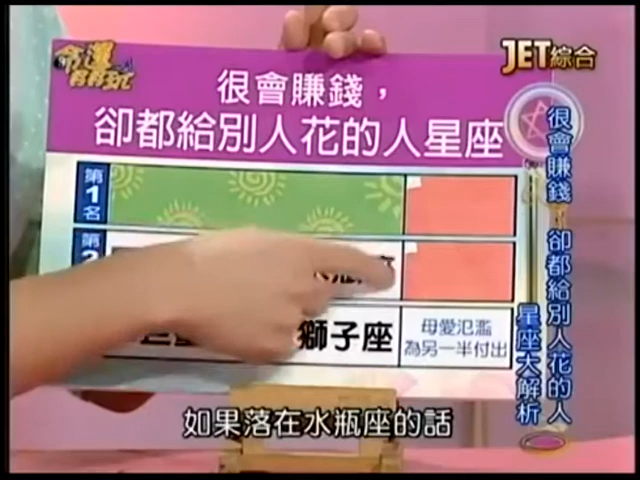 命運好好玩
JET綜合
很會賺錢，
卻都給別人花的人星座
第1名
第2
獅子座
母愛氾濫
為另一半付出
很會賺錢 卻都給別人花的人
星座大解析
如果落在水瓶座的話